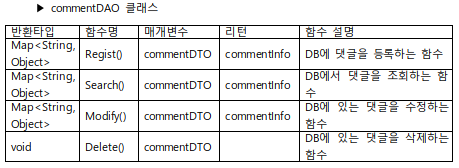 ▶ commentDAO 클래스
반환타입 함수명 매개변수 리턴 함수 설명
Map<String, Object> Regist() commentDTO commentInfo DB에 댓글을 등록하는 함수
Map<String, Object> Search() commentDTO commentInfo DB에서 댓글을 조회하는 함수
Map<String, Object> Modify() commentDTO commentInfo DB에 있는 댓글을 수정하는 함수
void Delete() commentDTO DB에 있는 댓글을 삭제하는 함수